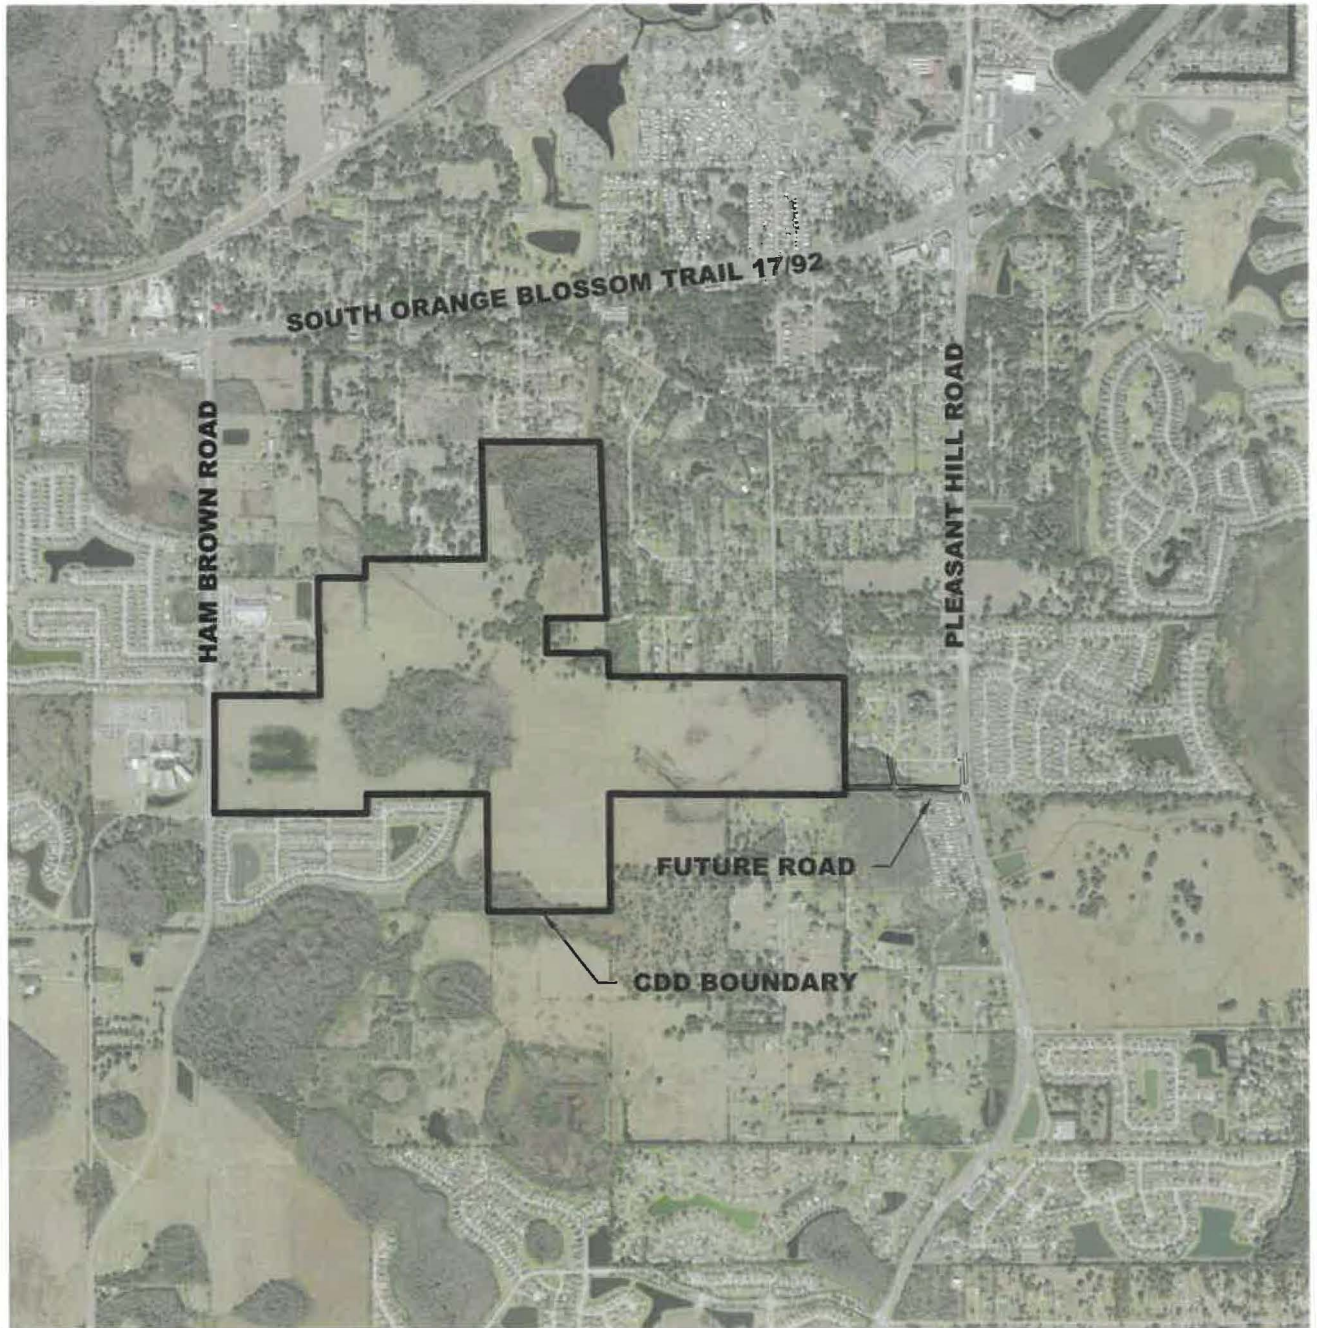 SOUTH ORANGE BLOSSOM TRAIL 17/92
HAM BROWN ROAD
PLEASANT HILL ROAD
FUTURE ROAD
CDD BOUNDARY